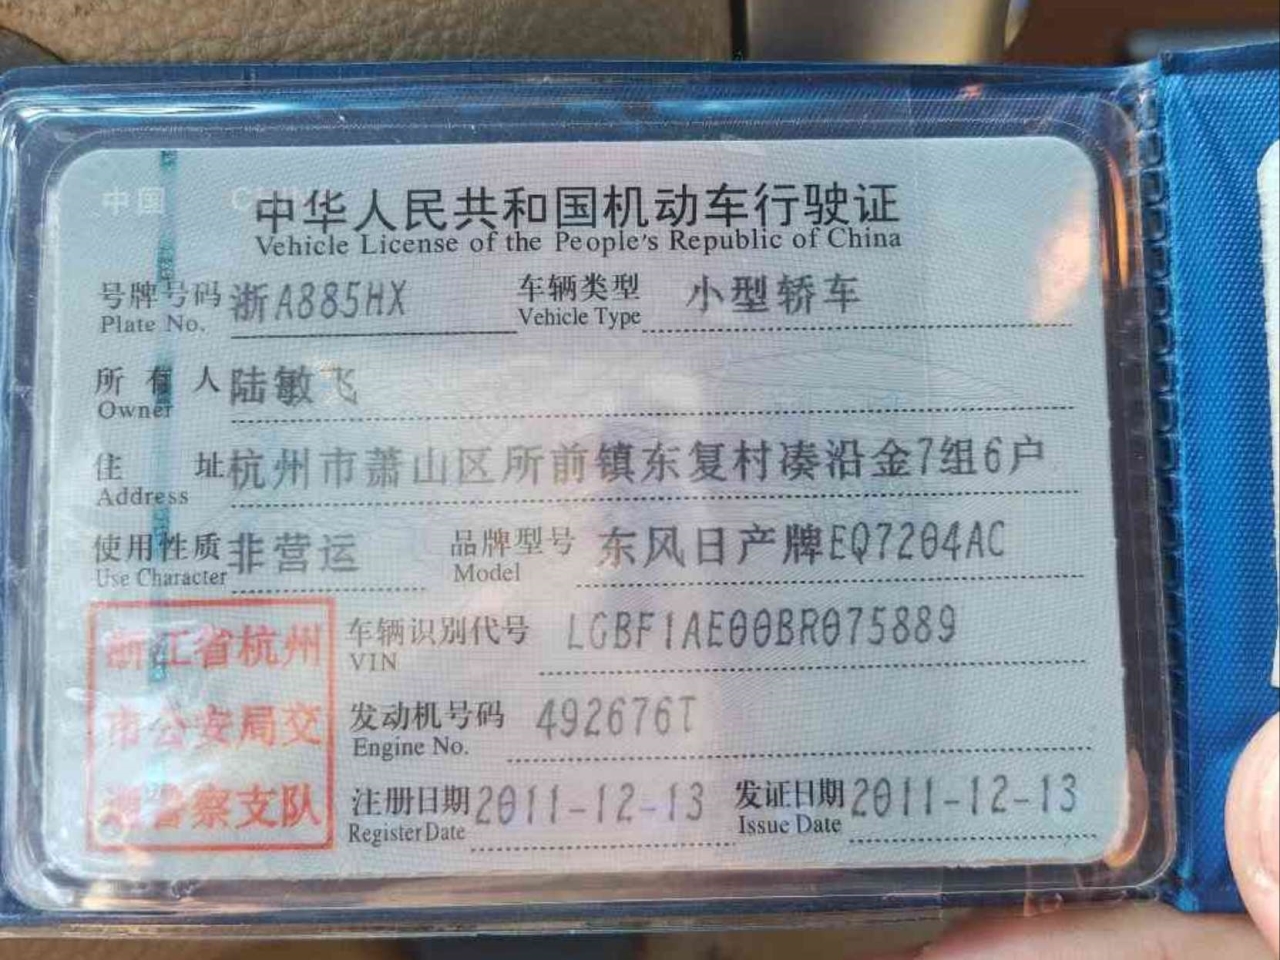 中国 CHINA
中华人民共和国机动车行驶证
Vehicle License of the People's Republic of China
号牌号码 浙A885HX 车辆类型 小型轿车
Plate No. Vehicle Type
所有人 陆敏飞
Owner
住址 杭州市萧山区所前镇东复村凑沿金7组6户
Address
使用性质 非营运 品牌型号 东风日产牌EQ7204AC
Use Character Model
浙江省杭州
市公安局交
通警察支队
车辆识别代号 LGBF1AE00BR075889
VIN
发动机号码 492676T
Engine No.
注册日期 2011-12-13 发证日期 2011-12-13
Register Date Issue Date